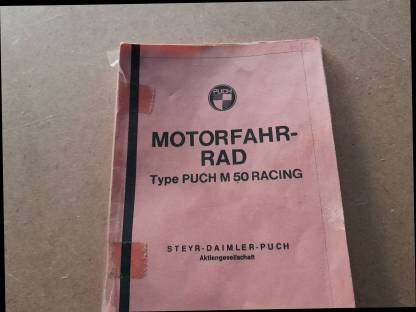 PUCH
MOTORFAHR-
RAD
Type PUCH M 50 RACING
STEYR-DAIMLER-PUCH
Aktiengesellschaft